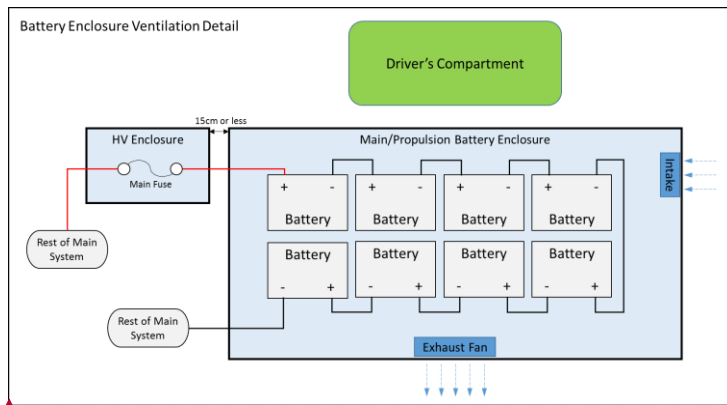 Battery Enclosure Ventilation Detail
Driver's Compartment
15cm or less
HV Enclosure
Main/Propulsion Battery Enclosure
Main Fuse
Intake
+ - + - + - + -
Battery Battery Battery Battery
Rest of Main
System
Battery Battery Battery Battery
- + - + - + - +
Rest of Main
System
Exhaust Fan